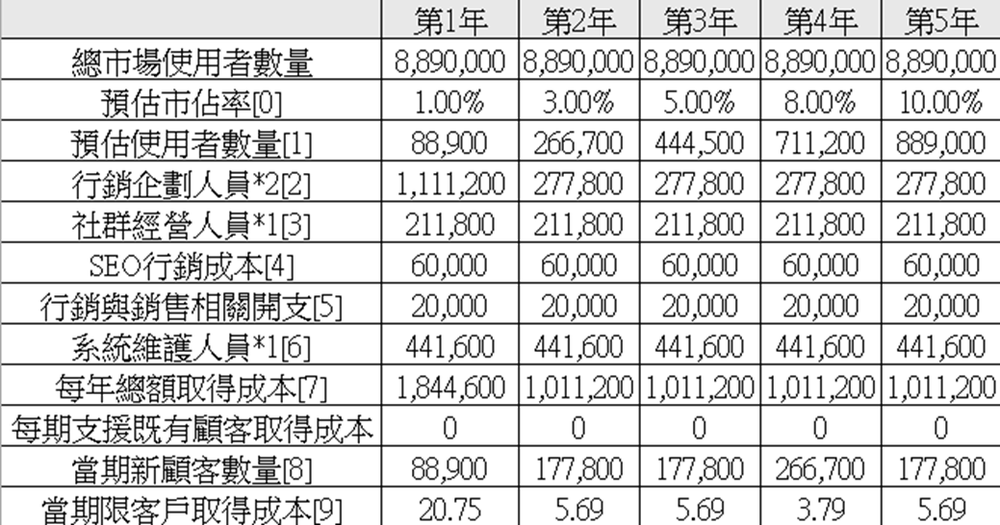 第1年 第2年 第3年 第4年 第5年
總市場使用者數量 8,890,000 8,890,000 8,890,000 8,890,000 8,890,000
預估市佔率[0] 1.00% 3.00% 5.00% 8.00% 10.00%
預估使用者數量[1] 88,900 266,700 444,500 711,200 889,000
行銷企劃人員*2[2] 1,111,200 277,800 277,800 277,800 277,800
社群經營人員*1[3] 211,800 211,800 211,800 211,800 211,800
SEO行銷成本[4] 60,000 60,000 60,000 60,000 60,000
行銷與銷售相關開支[5] 20,000 20,000 20,000 20,000 20,000
系統維護人員*1[6] 441,600 441,600 441,600 441,600 441,600
每年總額取得成本[7] 1,844,600 1,011,200 1,011,200 1,011,200 1,011,200
每期支援既有顧客取得成本 0 0 0 0 0
當期新顧客數量[8] 88,900 177,800 177,800 266,700 177,800
當期限客戶取得成本[9] 20.75 5.69 5.69 3.79 5.69